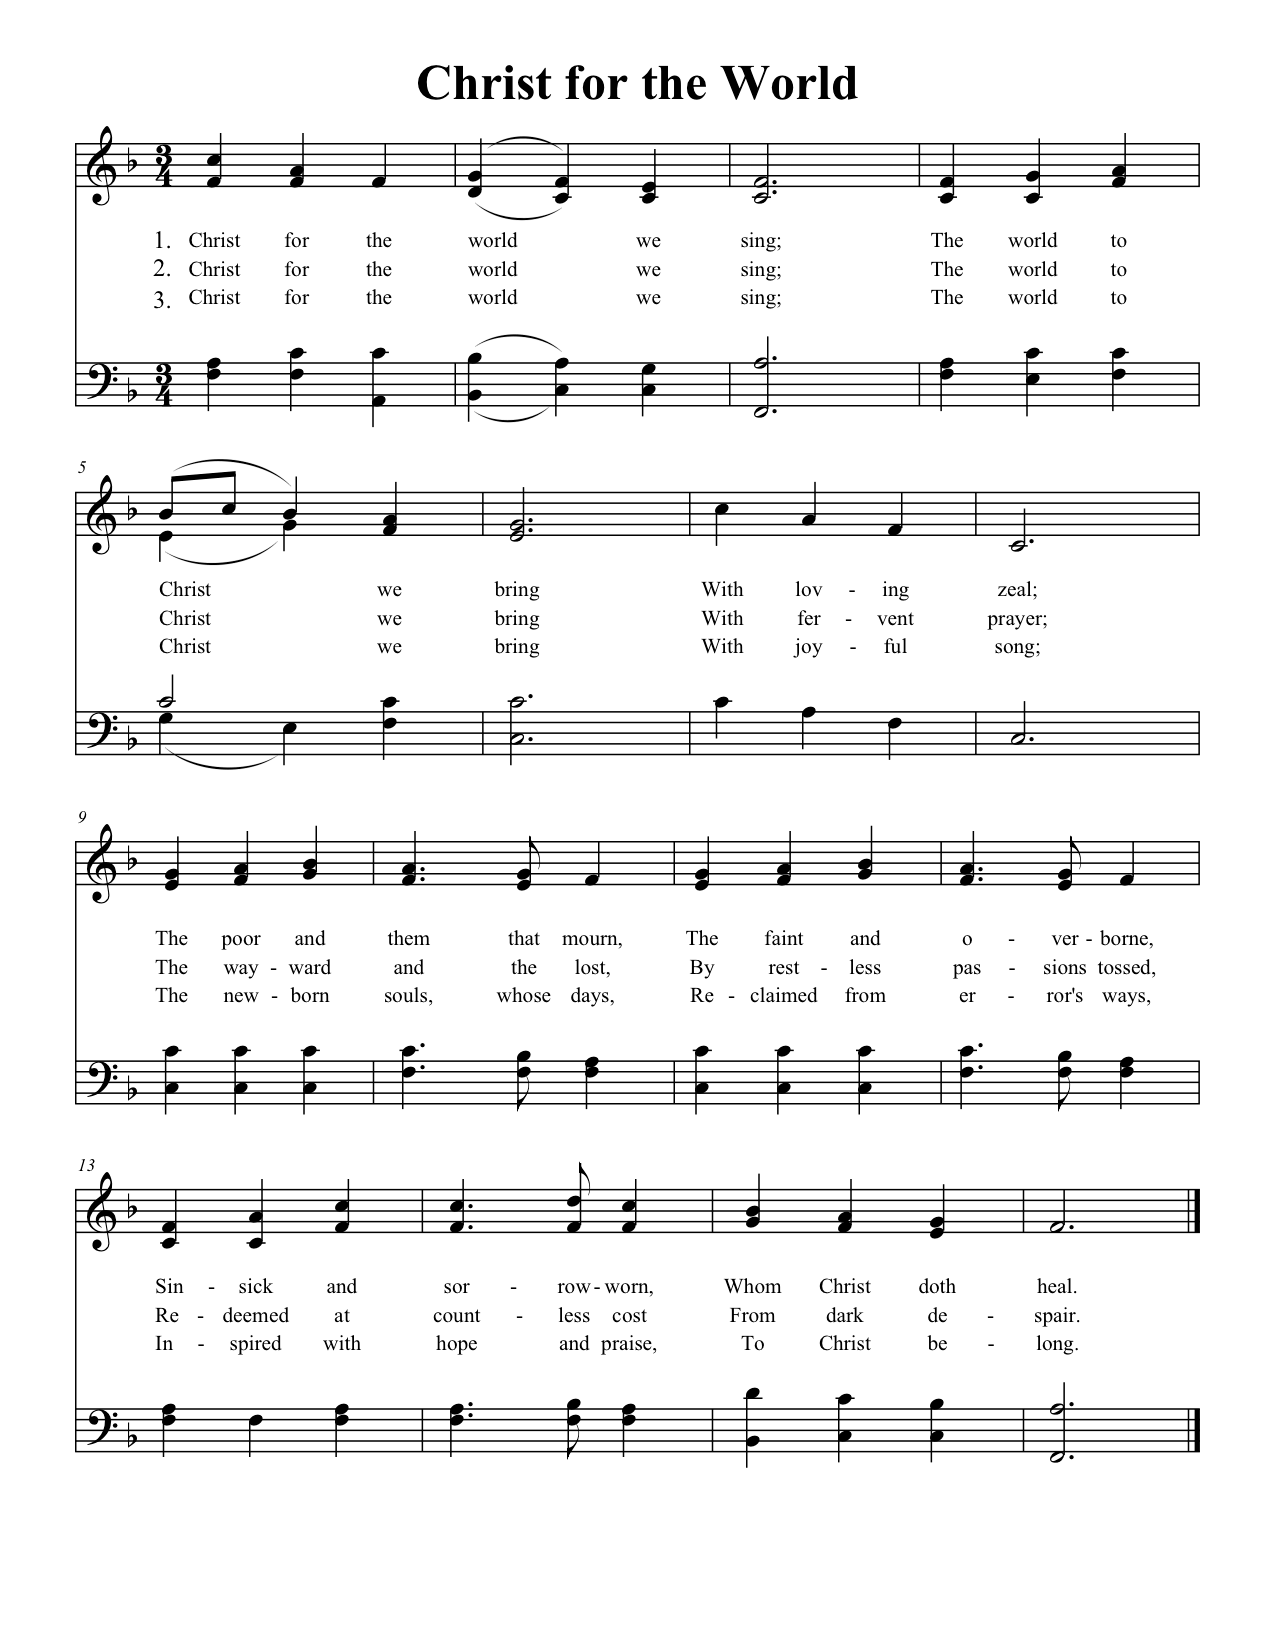 Christ for the World
3
4
1. Christ for the world we sing; The world to
2. Christ for the world we sing; The world to
3. Christ for the world we sing; The world to
3
4
5
Christ we bring With lov - ing zeal;
Christ we bring With fer - vent prayer;
Christ we bring With joy - ful song;
9
The poor and them that mourn, The faint and o - ver - borne,
The way - ward and the lost, By rest - less pas - sions tossed,
The new - born souls, whose days, Re - claimed from er - ror's ways,
13
Sin - sick and sor - row - worn, Whom Christ doth heal.
Re - deemed at count - less cost From dark de - spair.
In - spired with hope and praise, To Christ be - long.